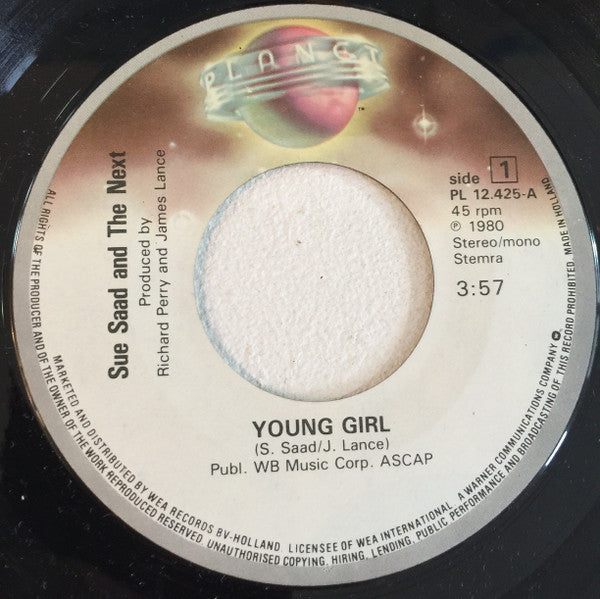 PLANET
™
Sue Saad and The Next
Produced by
Richard Perry and James Lance
side 1
PL 12.425-A
45 rpm
℗ 1980
Stereo/mono
Stemra
3:57
YOUNG GIRL
(S. Saad/J. Lance)
Publ. WB Music Corp. ASCAP
ALL RIGHTS OF THE PRODUCER AND OF THE OWNER OF THE WORK REPRODUCED RESERVED. UNAUTHORISED COPYING, HIRING, LENDING, PUBLIC PERFORMANCE AND BROADCASTING OF THIS RECORD PROHIBITED. MADE IN HOLLAND
MARKETED AND DISTRIBUTED BY WEA RECORDS BV-HOLLAND. LICENSEE OF WEA INTERNATIONAL. A WARNER COMMUNICATIONS COMPANY